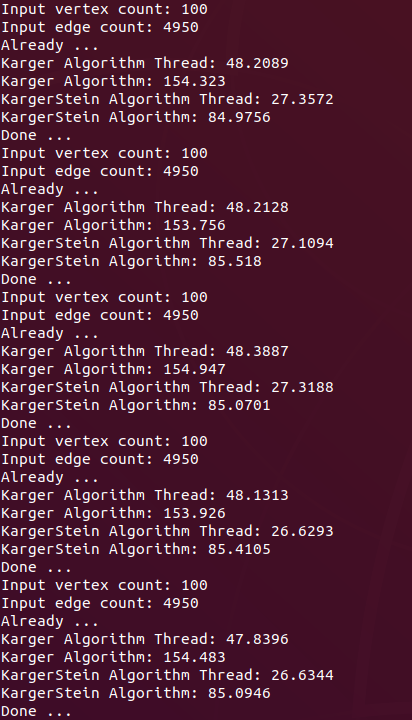 Input vertex count: 100
Input edge count: 4950
Already ...
Karger Algorithm Thread: 48.2089
Karger Algorithm: 154.323
KargerStein Algorithm Thread: 27.3572
KargerStein Algorithm: 84.9756
Done ...
Input vertex count: 100
Input edge count: 4950
Already ...
Karger Algorithm Thread: 48.2128
Karger Algorithm: 153.756
KargerStein Algorithm Thread: 27.1094
KargerStein Algorithm: 85.518
Done ...
Input vertex count: 100
Input edge count: 4950
Already ...
Karger Algorithm Thread: 48.3887
Karger Algorithm: 154.947
KargerStein Algorithm Thread: 27.3188
KargerStein Algorithm: 85.0701
Done ...
Input vertex count: 100
Input edge count: 4950
Already ...
Karger Algorithm Thread: 48.1313
Karger Algorithm: 153.926
KargerStein Algorithm Thread: 26.6293
KargerStein Algorithm: 85.4105
Done ...
Input vertex count: 100
Input edge count: 4950
Already ...
Karger Algorithm Thread: 47.8396
Karger Algorithm: 154.483
KargerStein Algorithm Thread: 26.6344
KargerStein Algorithm: 85.0946
Done ...